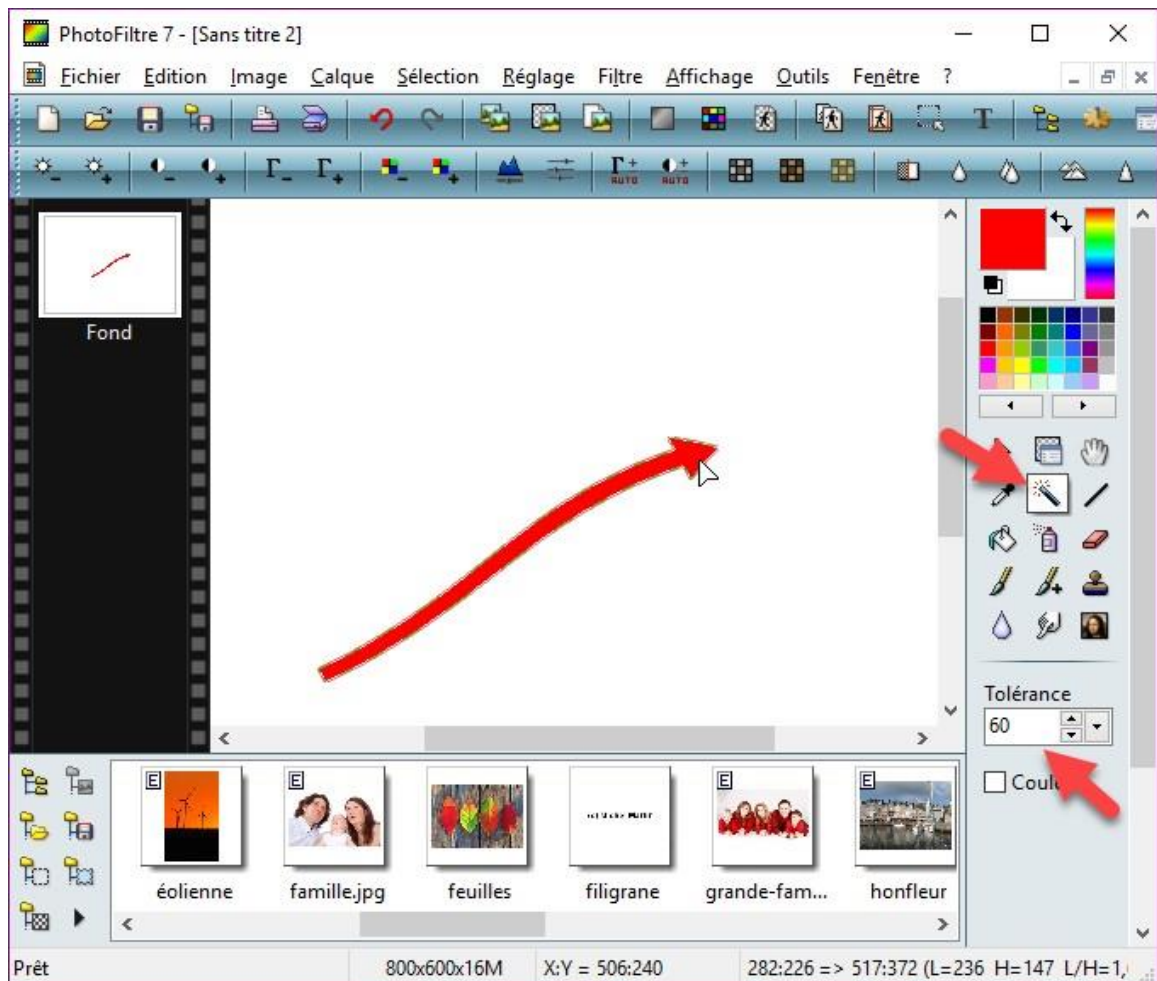 PhotoFiltre 7 - [Sans titre 2]
Fichier Edition Image Calque Sélection Réglage Filtre Affichage Outils Fenêtre ?
T
Γ- Γ+ Γ+ AUTO AUTO
Fond
Tolérance
60
Coul
E E E E
éolienne famille.jpg feuilles filigrane grande-fam... honfleur
Prêt 800x600x16M X:Y = 506:240 282:226 => 517:372 (L=236 H=147 L/H=1,